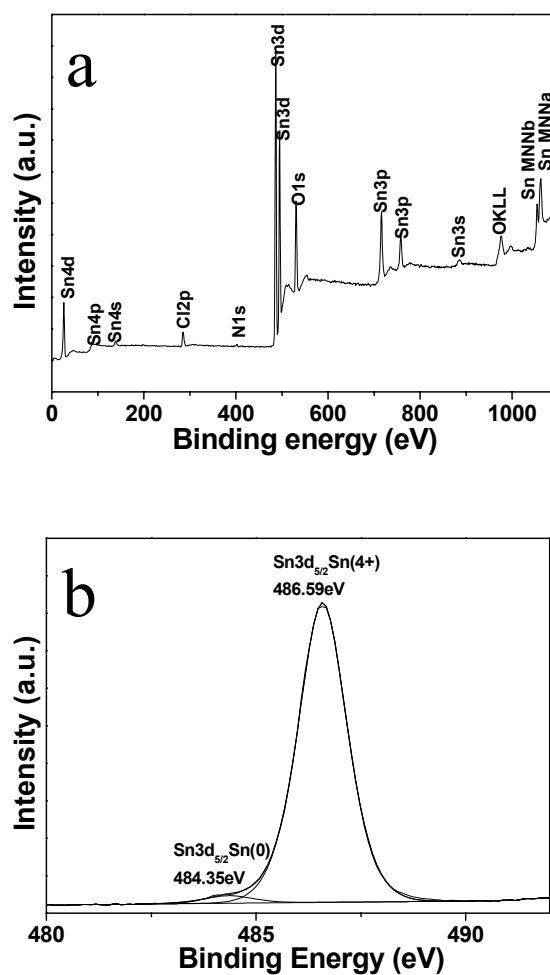 a
Sn3d
Sn3d
Sn4d
Sn4p
Sn4s
Cl2p
N1s
O1s
Sn3p
Sn3p
Sn3s
OKLL
Sn MNNb
Sn MNNa
Intensity (a.u.)
0 200 400 600 800 1000
Binding energy (eV)
b
Sn3d5/2Sn(4+)
486.59eV
Sn3d5/2Sn(0)
484.35eV
Intensity (a.u.)
480 485 490
Binding Energy (eV)